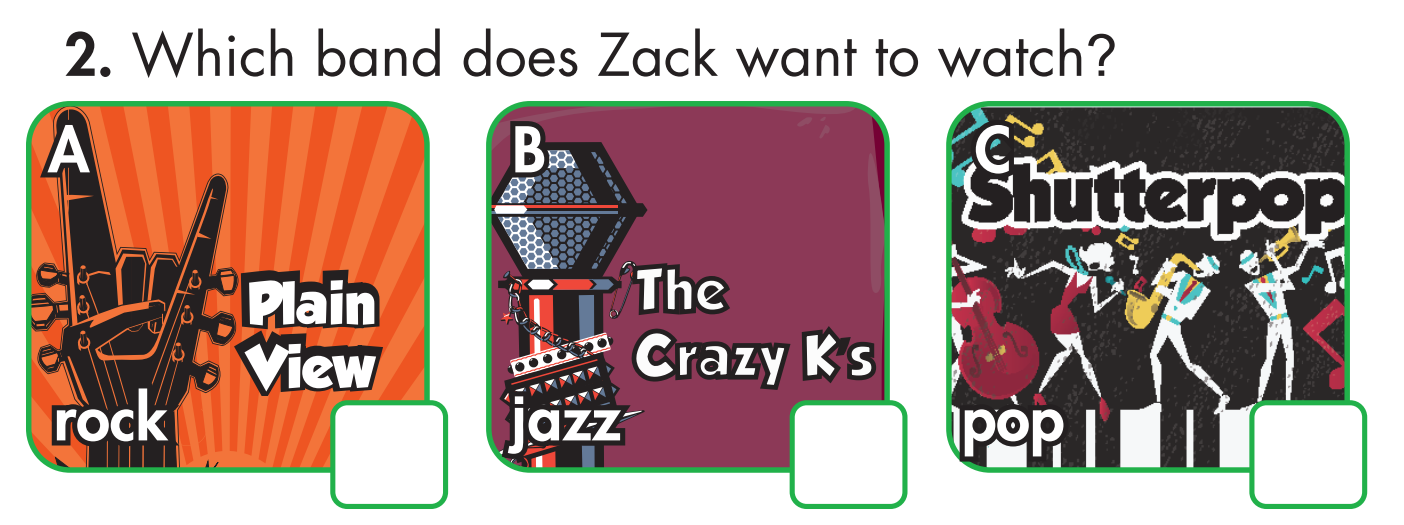 2. Which band does Zack want to watch?
A
Plain
View
rock
B
The
Crazy K's
jazz
C
Shutterpop
pop